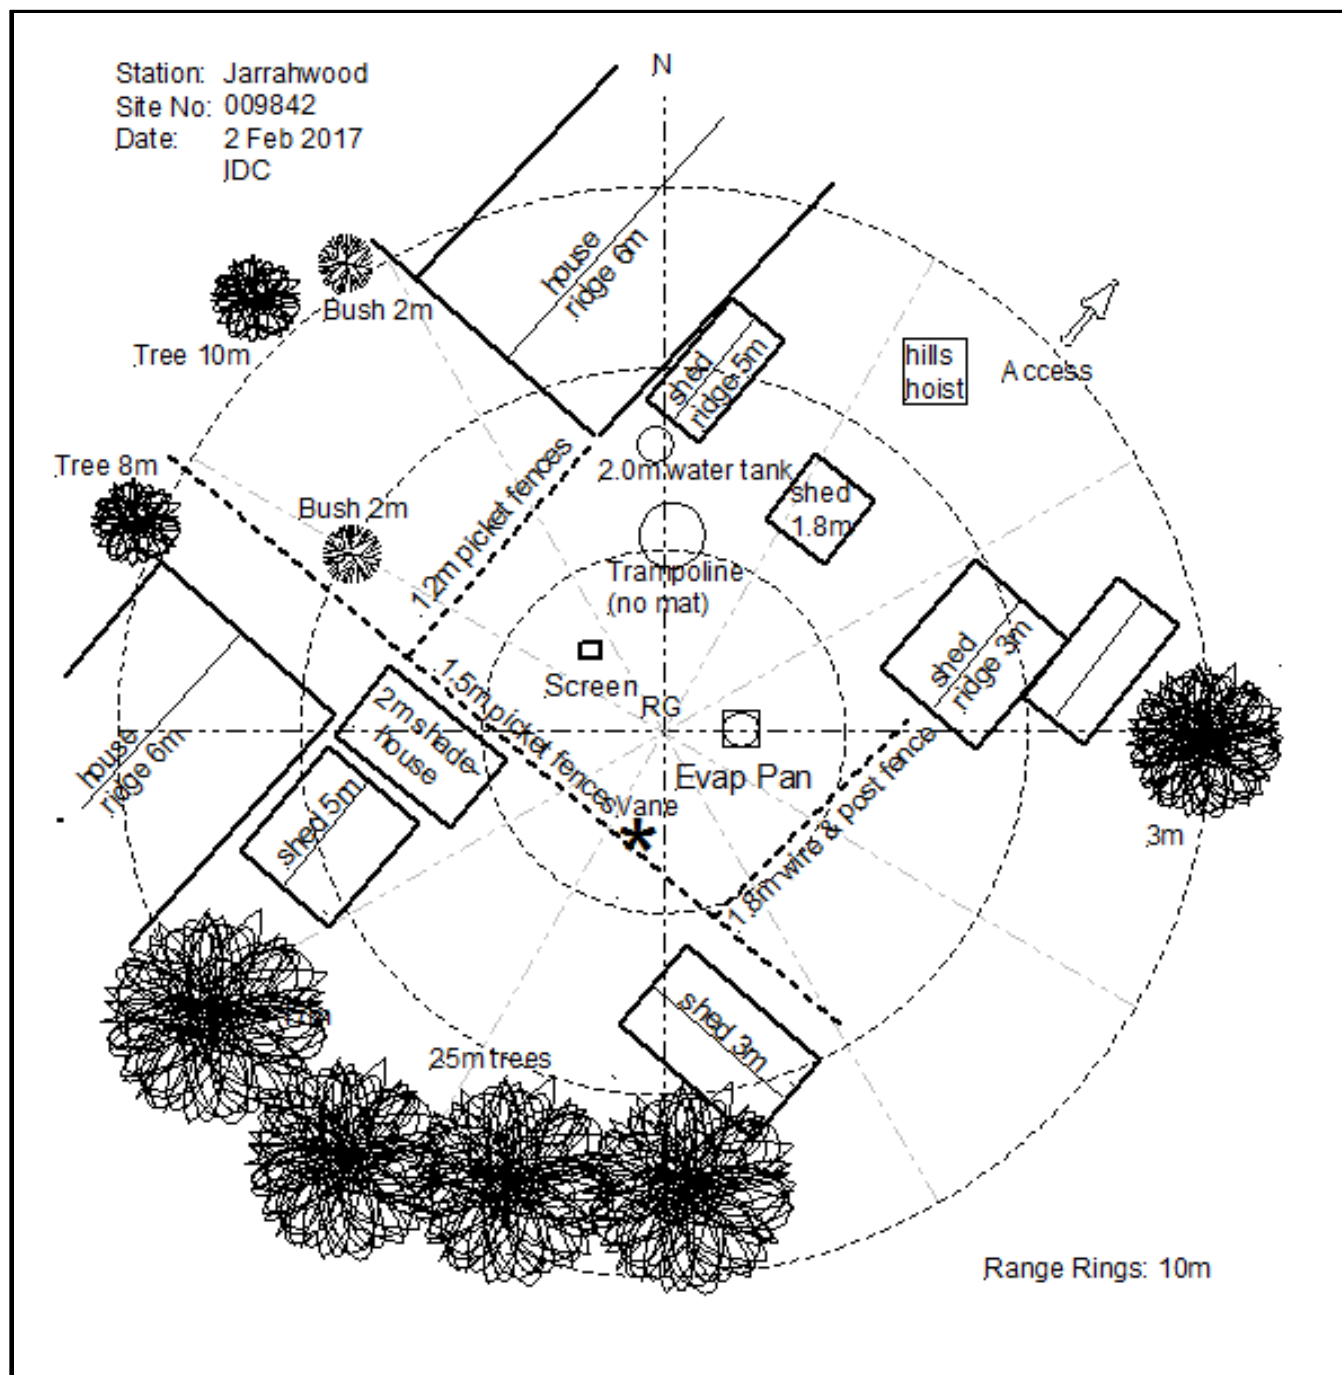 Station: Jarrahwood
Site No: 009842
Date: 2 Feb 2017
JDC
N
house
ridge 6m
Bush 2m
Tree 10m
shed
ridge 5m
hills
hoist
Access
Tree 8m
Bush 2m
1.2m picket fences
2.0m water tank
shed
1.8m
Trampoline
(no mat)
Screen
RG
1.5m picket fences
2m shade-
house
house
ridge 6m
shed
ridge 3m
Evap Pan
Vane
shed 5m
1.8m wire & post fence
3m
shed 3m
25m trees
Range Rings: 10m